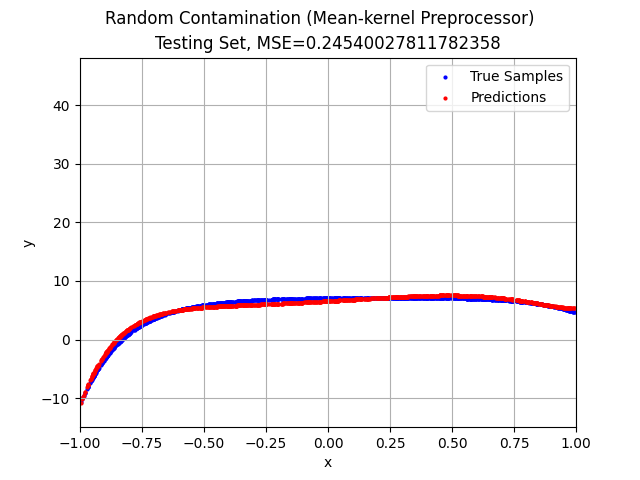 Random Contamination (Mean-kernel Preprocessor)
Testing Set, MSE=0.24540027811782358
True Samples
Predictions
40
30
20
10
0
−10
y
−1.00 −0.75 −0.50 −0.25 0.00 0.25 0.50 0.75 1.00
x